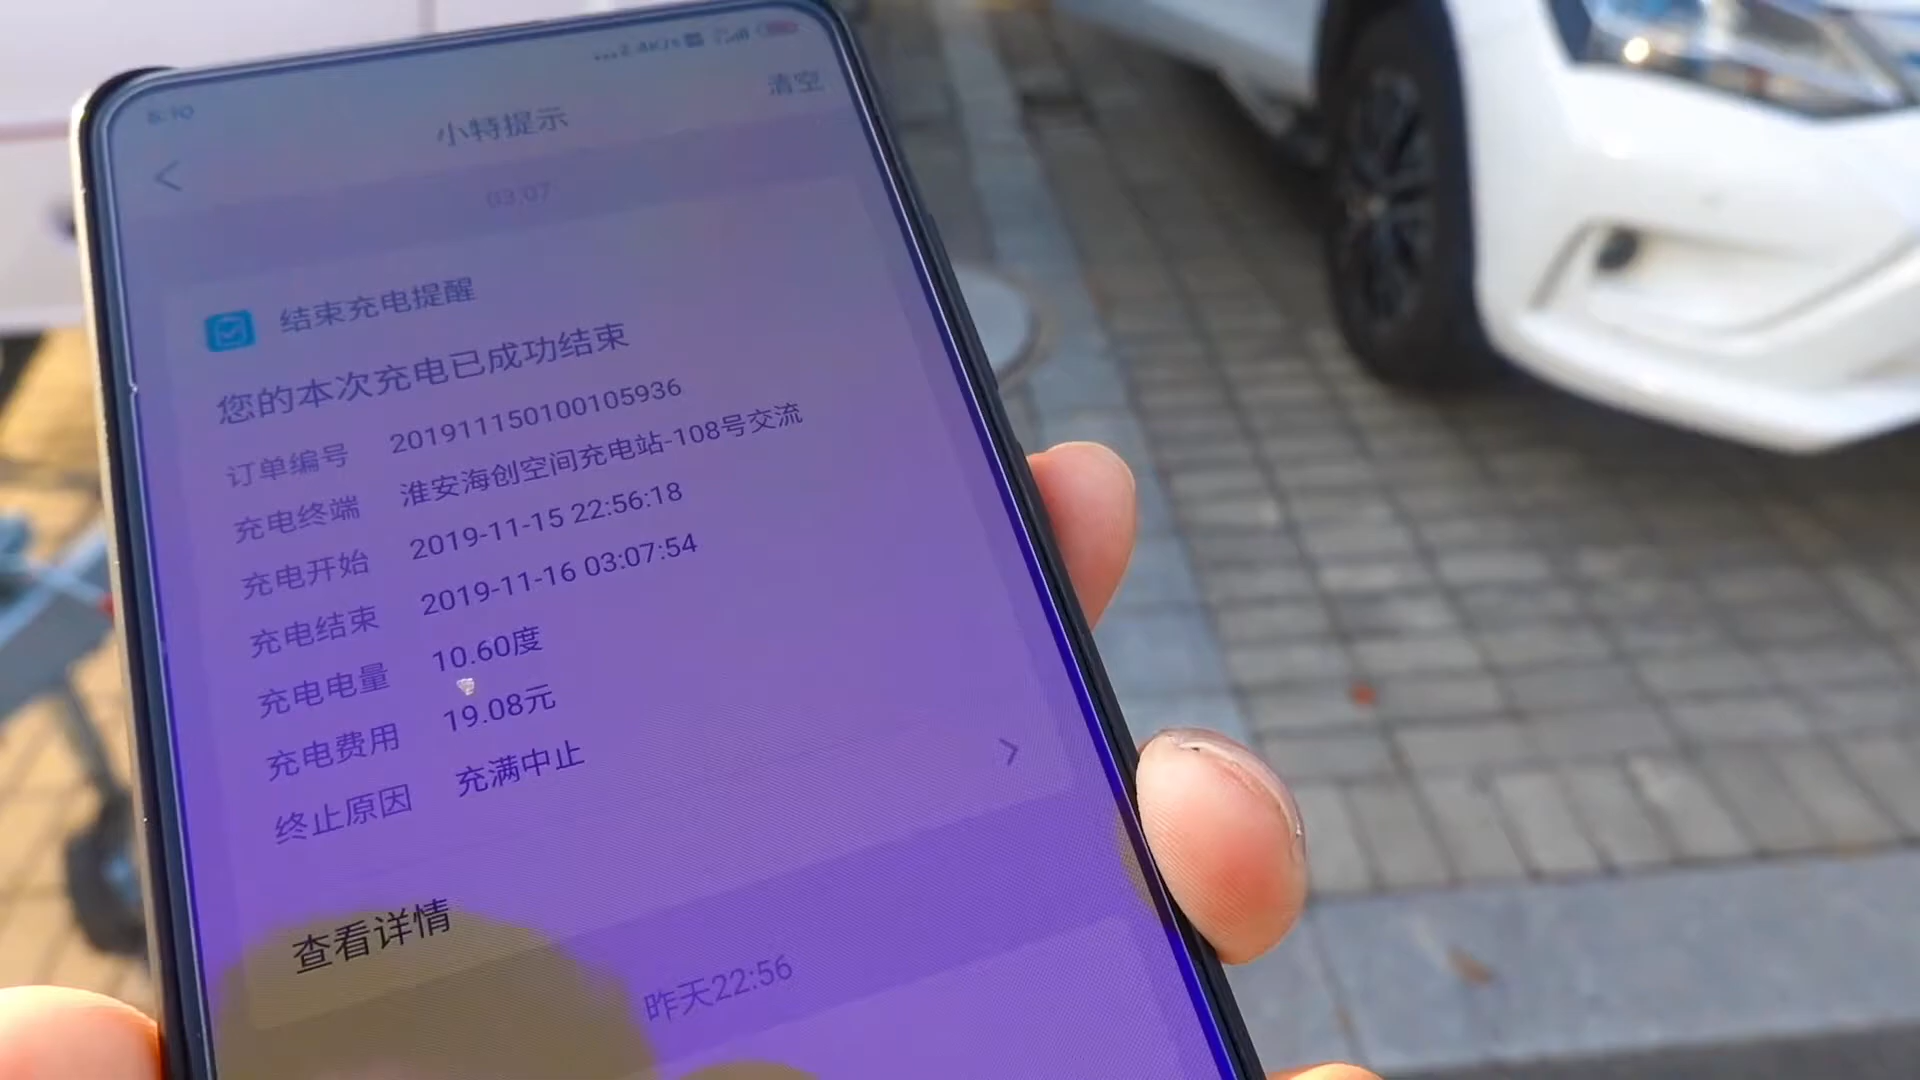 清空
小特提示
03:07
结束充电提醒
您的本次充电已成功结束
订单编号 201911150100105936
充电终端 淮安海创空间充电站-108号交流
充电开始 2019-11-15 22:56:18
充电结束 2019-11-16 03:07:54
充电电量 10.60度
充电费用 19.08元
终止原因 充满中止
查看详情
昨天22:56